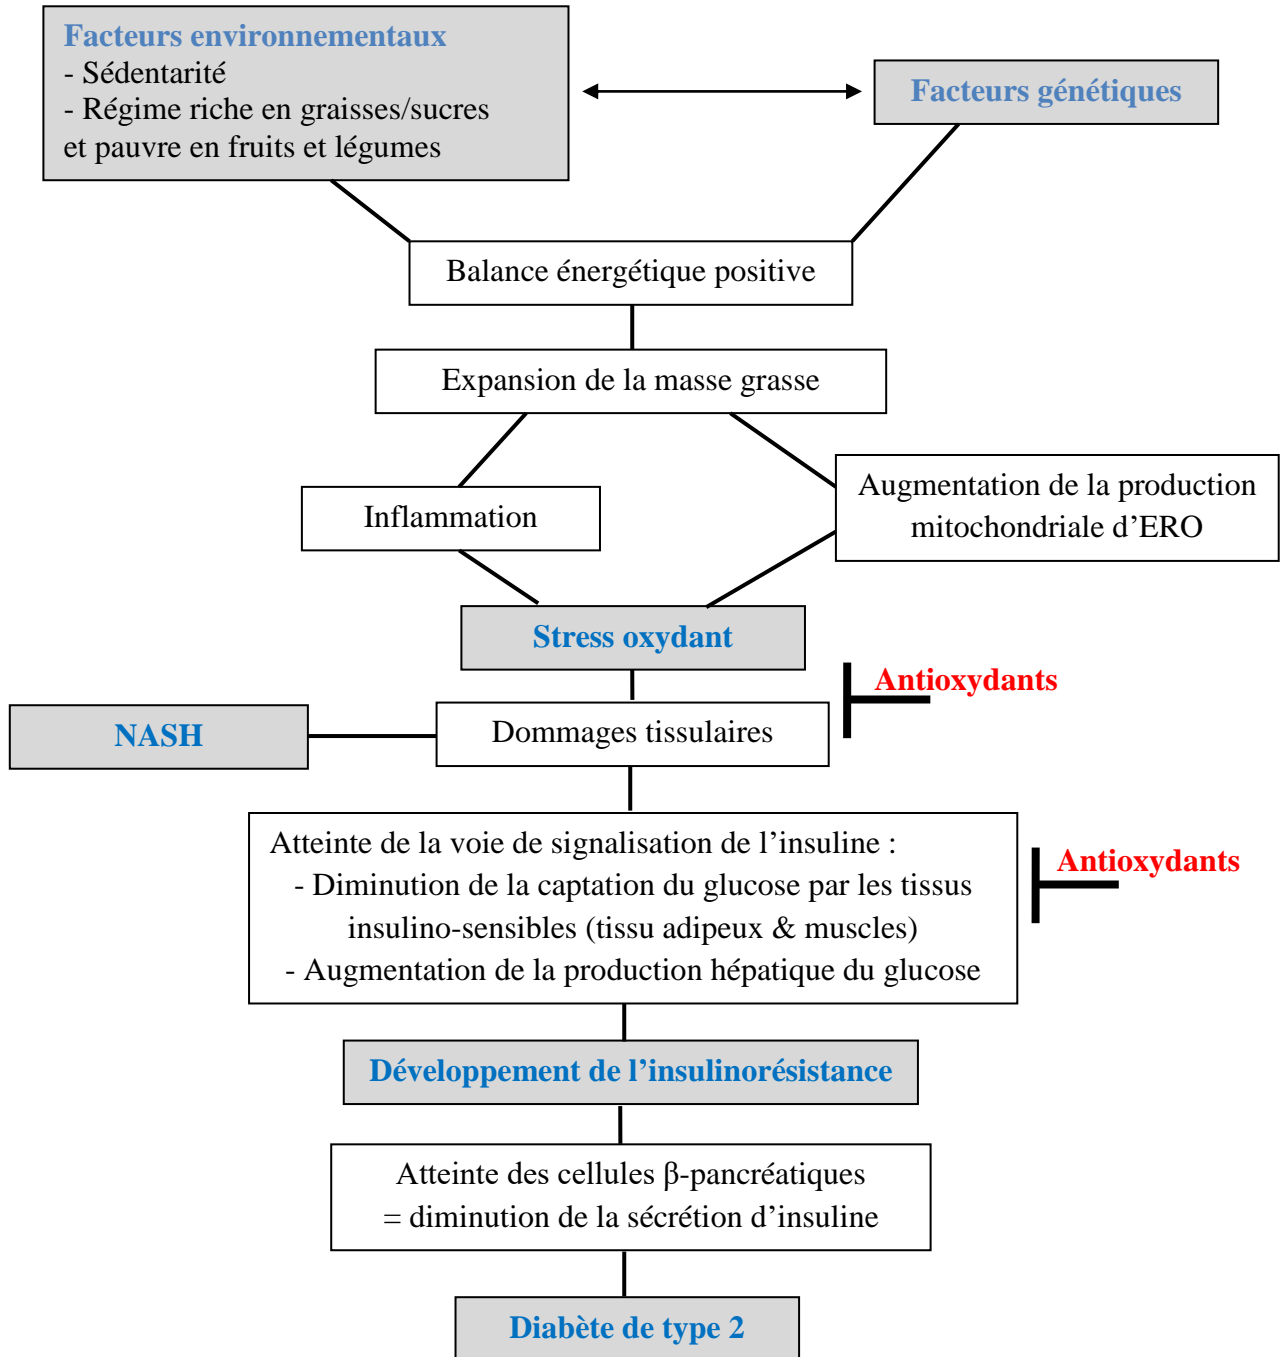 Facteurs environnementaux
- Sédentarité
- Régime riche en graisses/sucres
et pauvre en fruits et légumes
Facteurs génétiques
Balance énergétique positive
Expansion de la masse grasse
Inflammation
Augmentation de la production
mitochondriale d’ERO
Stress oxydant
Antioxydants
NASH
Dommages tissulaires
Atteinte de la voie de signalisation de l’insuline :
- Diminution de la captation du glucose par les tissus
insulino-sensibles (tissu adipeux & muscles)
- Augmentation de la production hépatique du glucose
Antioxydants
Développement de l’insulinorésistance
Atteinte des cellules β-pancréatiques
= diminution de la sécrétion d’insuline
Diabète de type 2